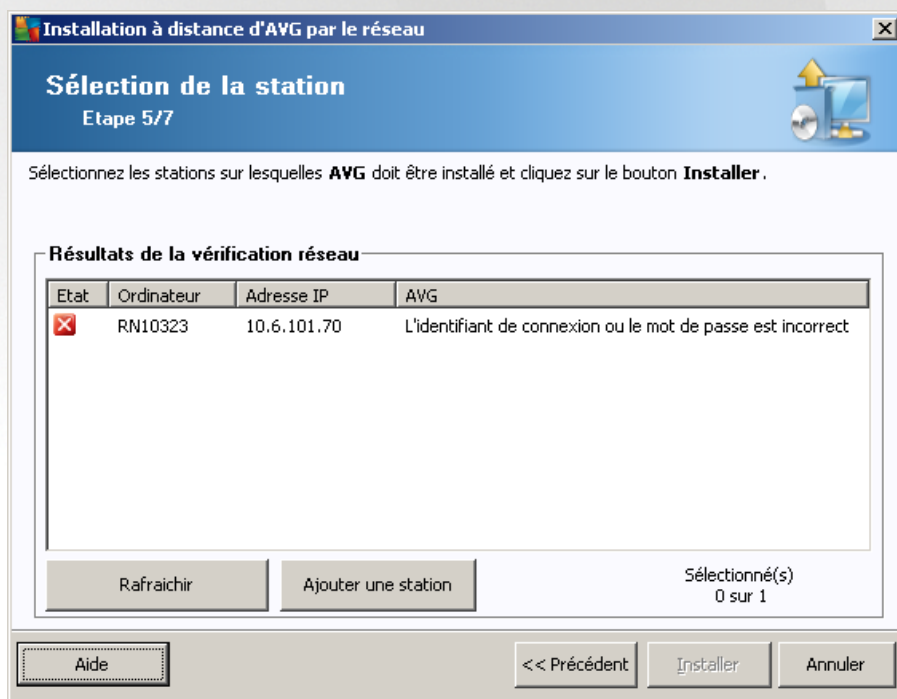 Installation à distance d'AVG par le réseau
Sélection de la station
Etape 5/7
Sélectionnez les stations sur lesquelles AVG doit être installé et cliquez sur le bouton Installer.
Résultats de la vérification réseau
Etat Ordinateur Adresse IP AVG
RN10323 10.6.101.70 L'identifiant de connexion ou le mot de passe est incorrect
Rafraichir Ajouter une station Sélectionné(s)
0 sur 1
Aide << Précédent Installer Annuler